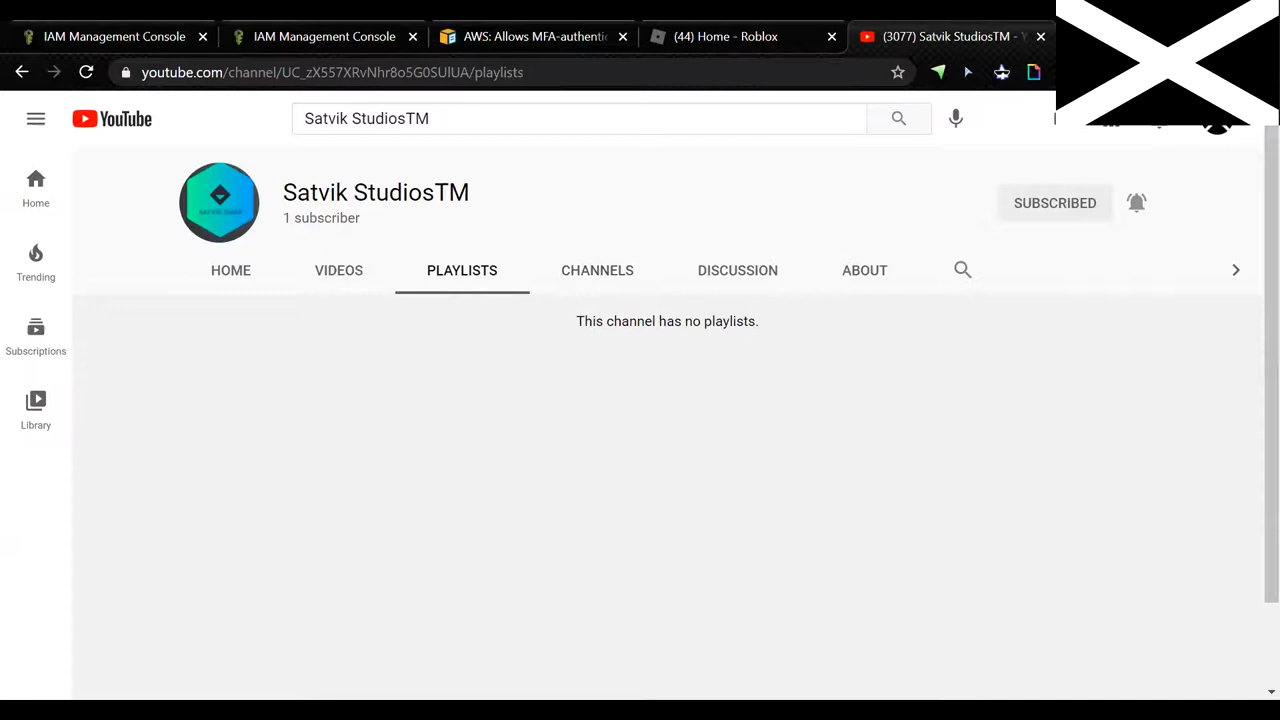 IAM Management Console
IAM Management Console
AWS: Allows MFA-authentic
(44) Home - Roblox
(3077) Satvik StudiosTM - Y
youtube.com/channel/UC_zX557XRvNhr8o5G0SUlUA/playlists
YouTube
Satvik StudiosTM
Home
Trending
Subscriptions
Library
Satvik StudiosTM
1 subscriber
SUBSCRIBED
HOME
VIDEOS
PLAYLISTS
CHANNELS
DISCUSSION
ABOUT
This channel has no playlists.